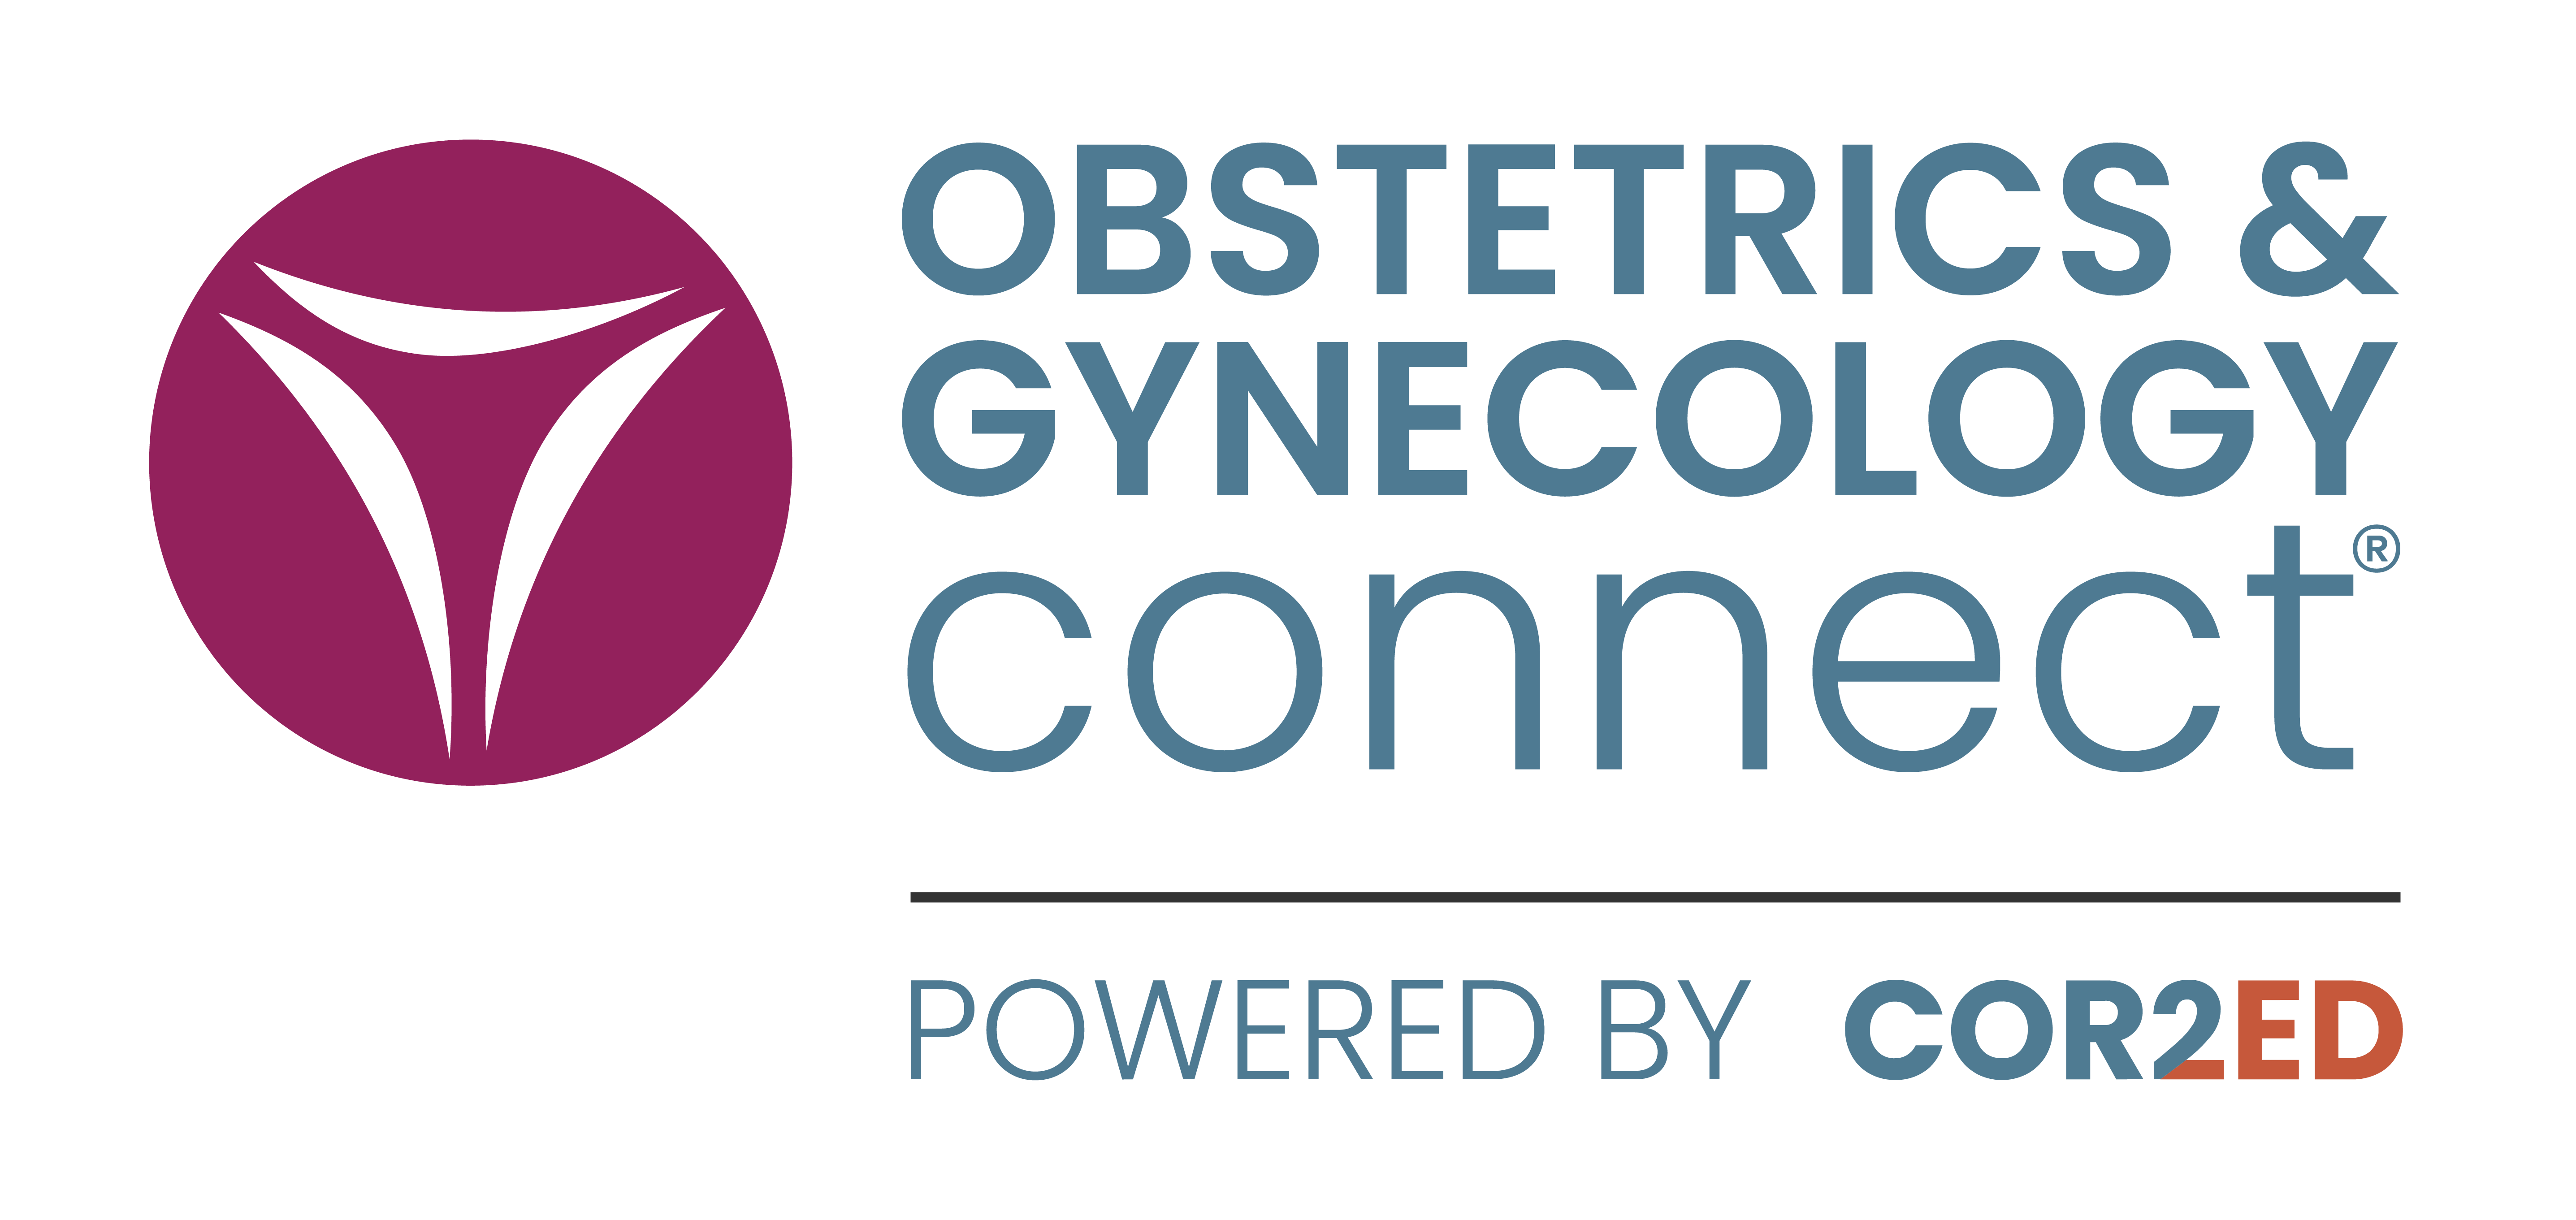 OBSTETRICS &
GYNECOLOGY
connect®
POWERED BY COR2ED